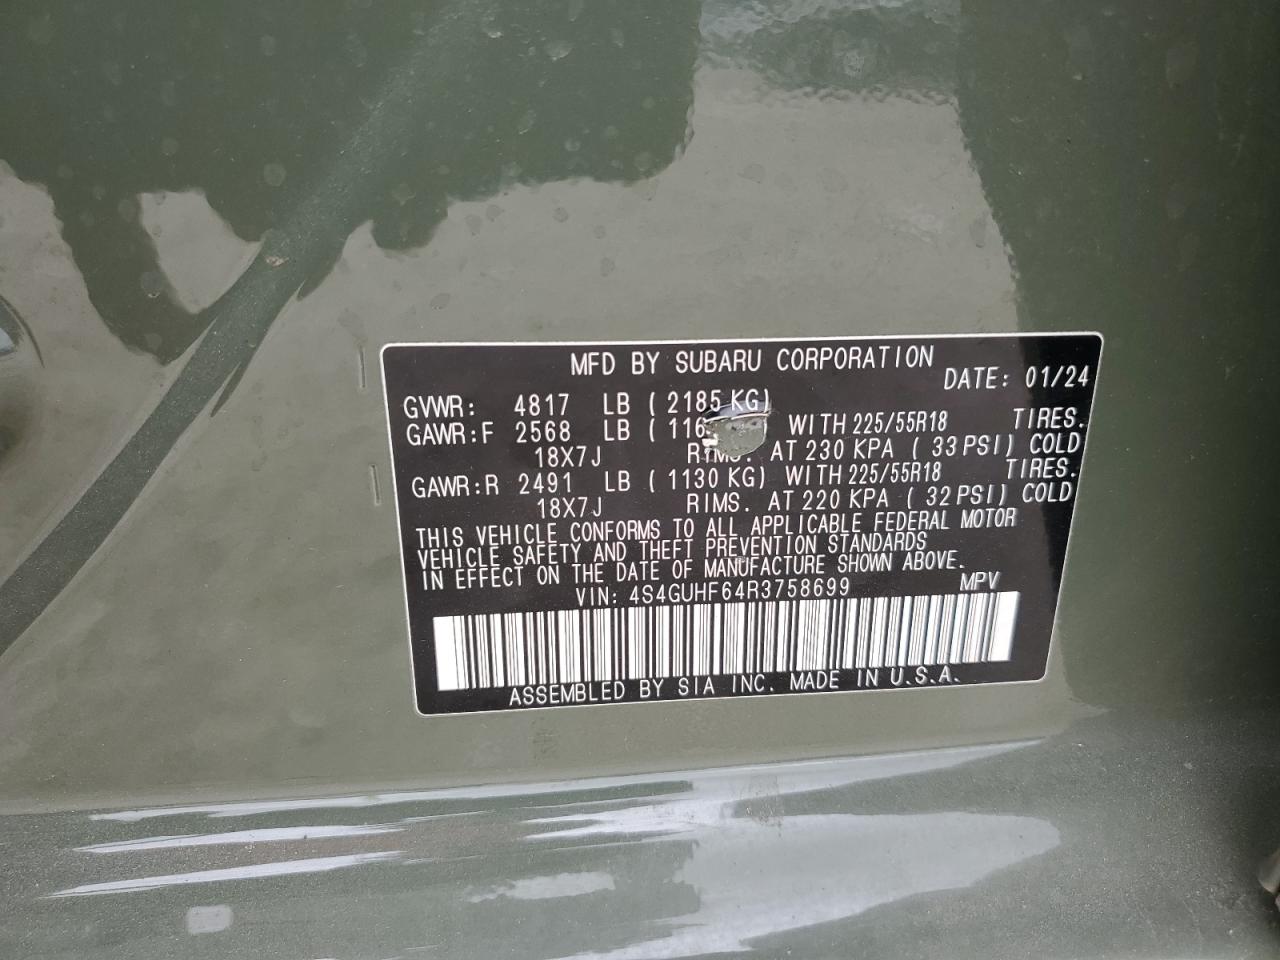 MFD BY SUBARU CORPORATION
DATE: 01/24
GVWR: 4817 LB ( 2185 KG)
GAWR:F 2568 LB ( WITH 225/55R18 TIRES.
18X7J RIMS. AT 230 KPA ( 33 PSI) COLD
GAWR:R 2491 LB ( 1130 KG) WITH 225/55R18 TIRES.
18X7J RIMS. AT 220 KPA ( 32 PSI) COLD
THIS VEHICLE CONFORMS TO ALL APPLICABLE FEDERAL MOTOR
VEHICLE SAFETY AND THEFT PREVENTION STANDARDS
IN EFFECT ON THE DATE OF MANUFACTURE SHOWN ABOVE.
VIN: 4S4GUHF64R3758699 MPV
ASSEMBLED BY SIA INC. MADE IN U.S.A.